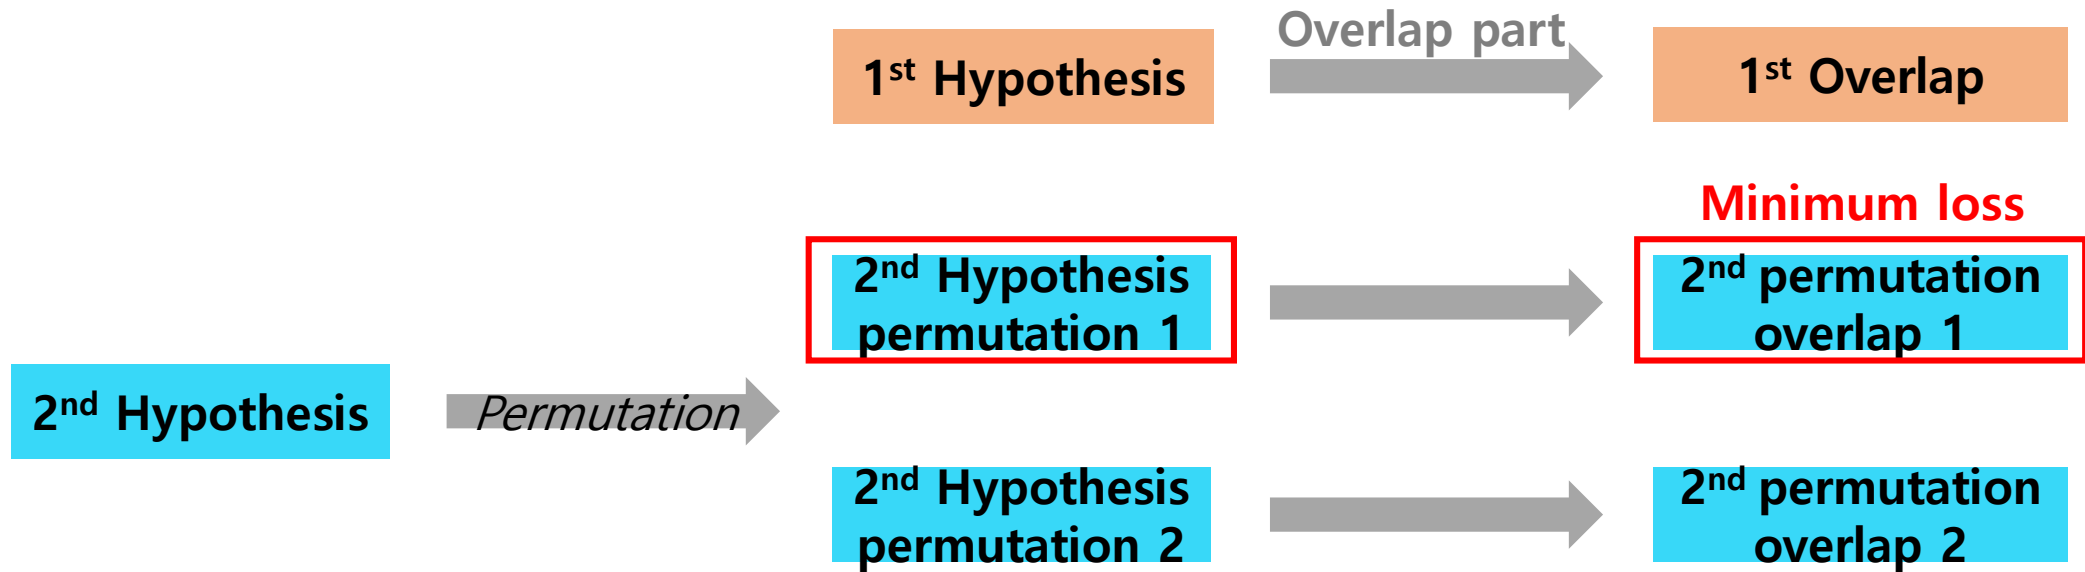 Overlap part
1st Hypothesis
1st Overlap
Minimum loss
2nd Hypothesis
permutation 1
2nd permutation
overlap 1
2nd Hypothesis
Permutation
2nd Hypothesis
permutation 2
2nd permutation
overlap 2